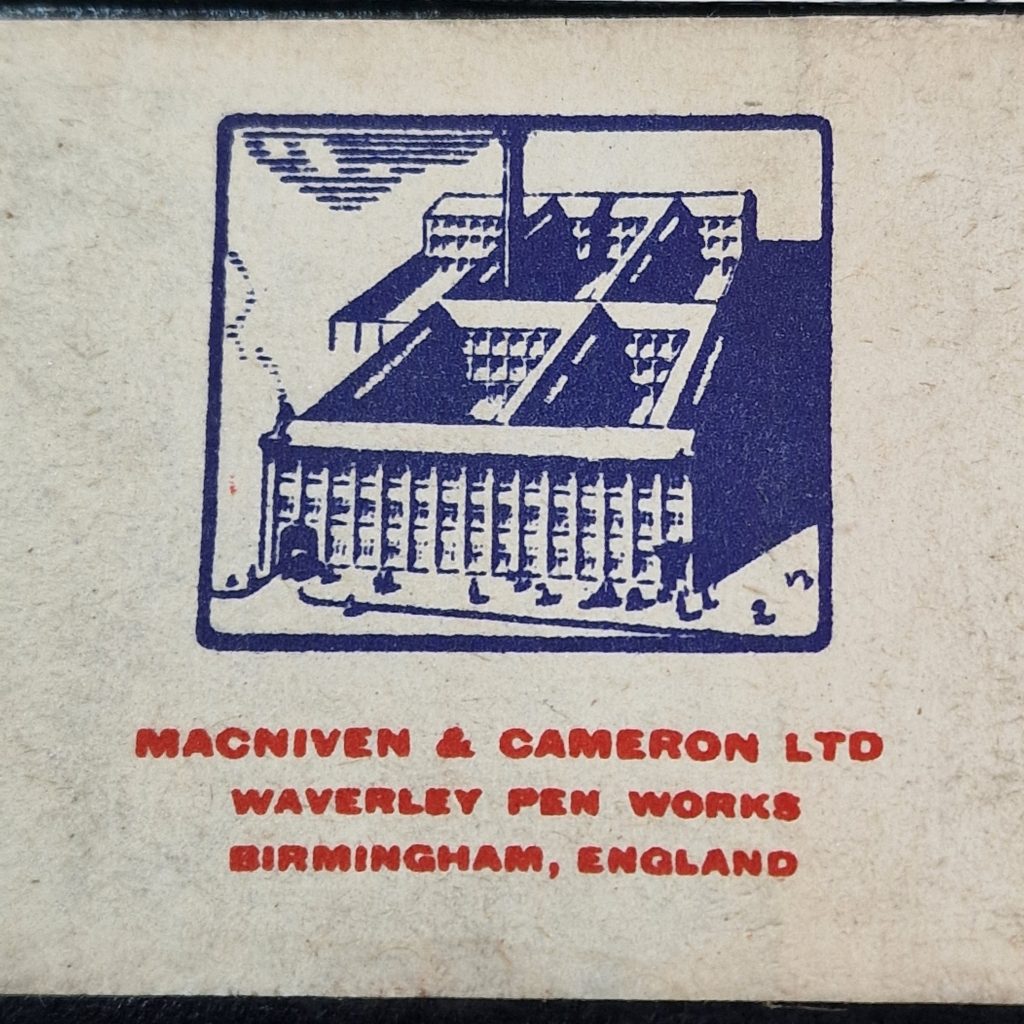 MACNIVEN & CAMERON LTD
WAVERLEY PEN WORKS
BIRMINGHAM, ENGLAND